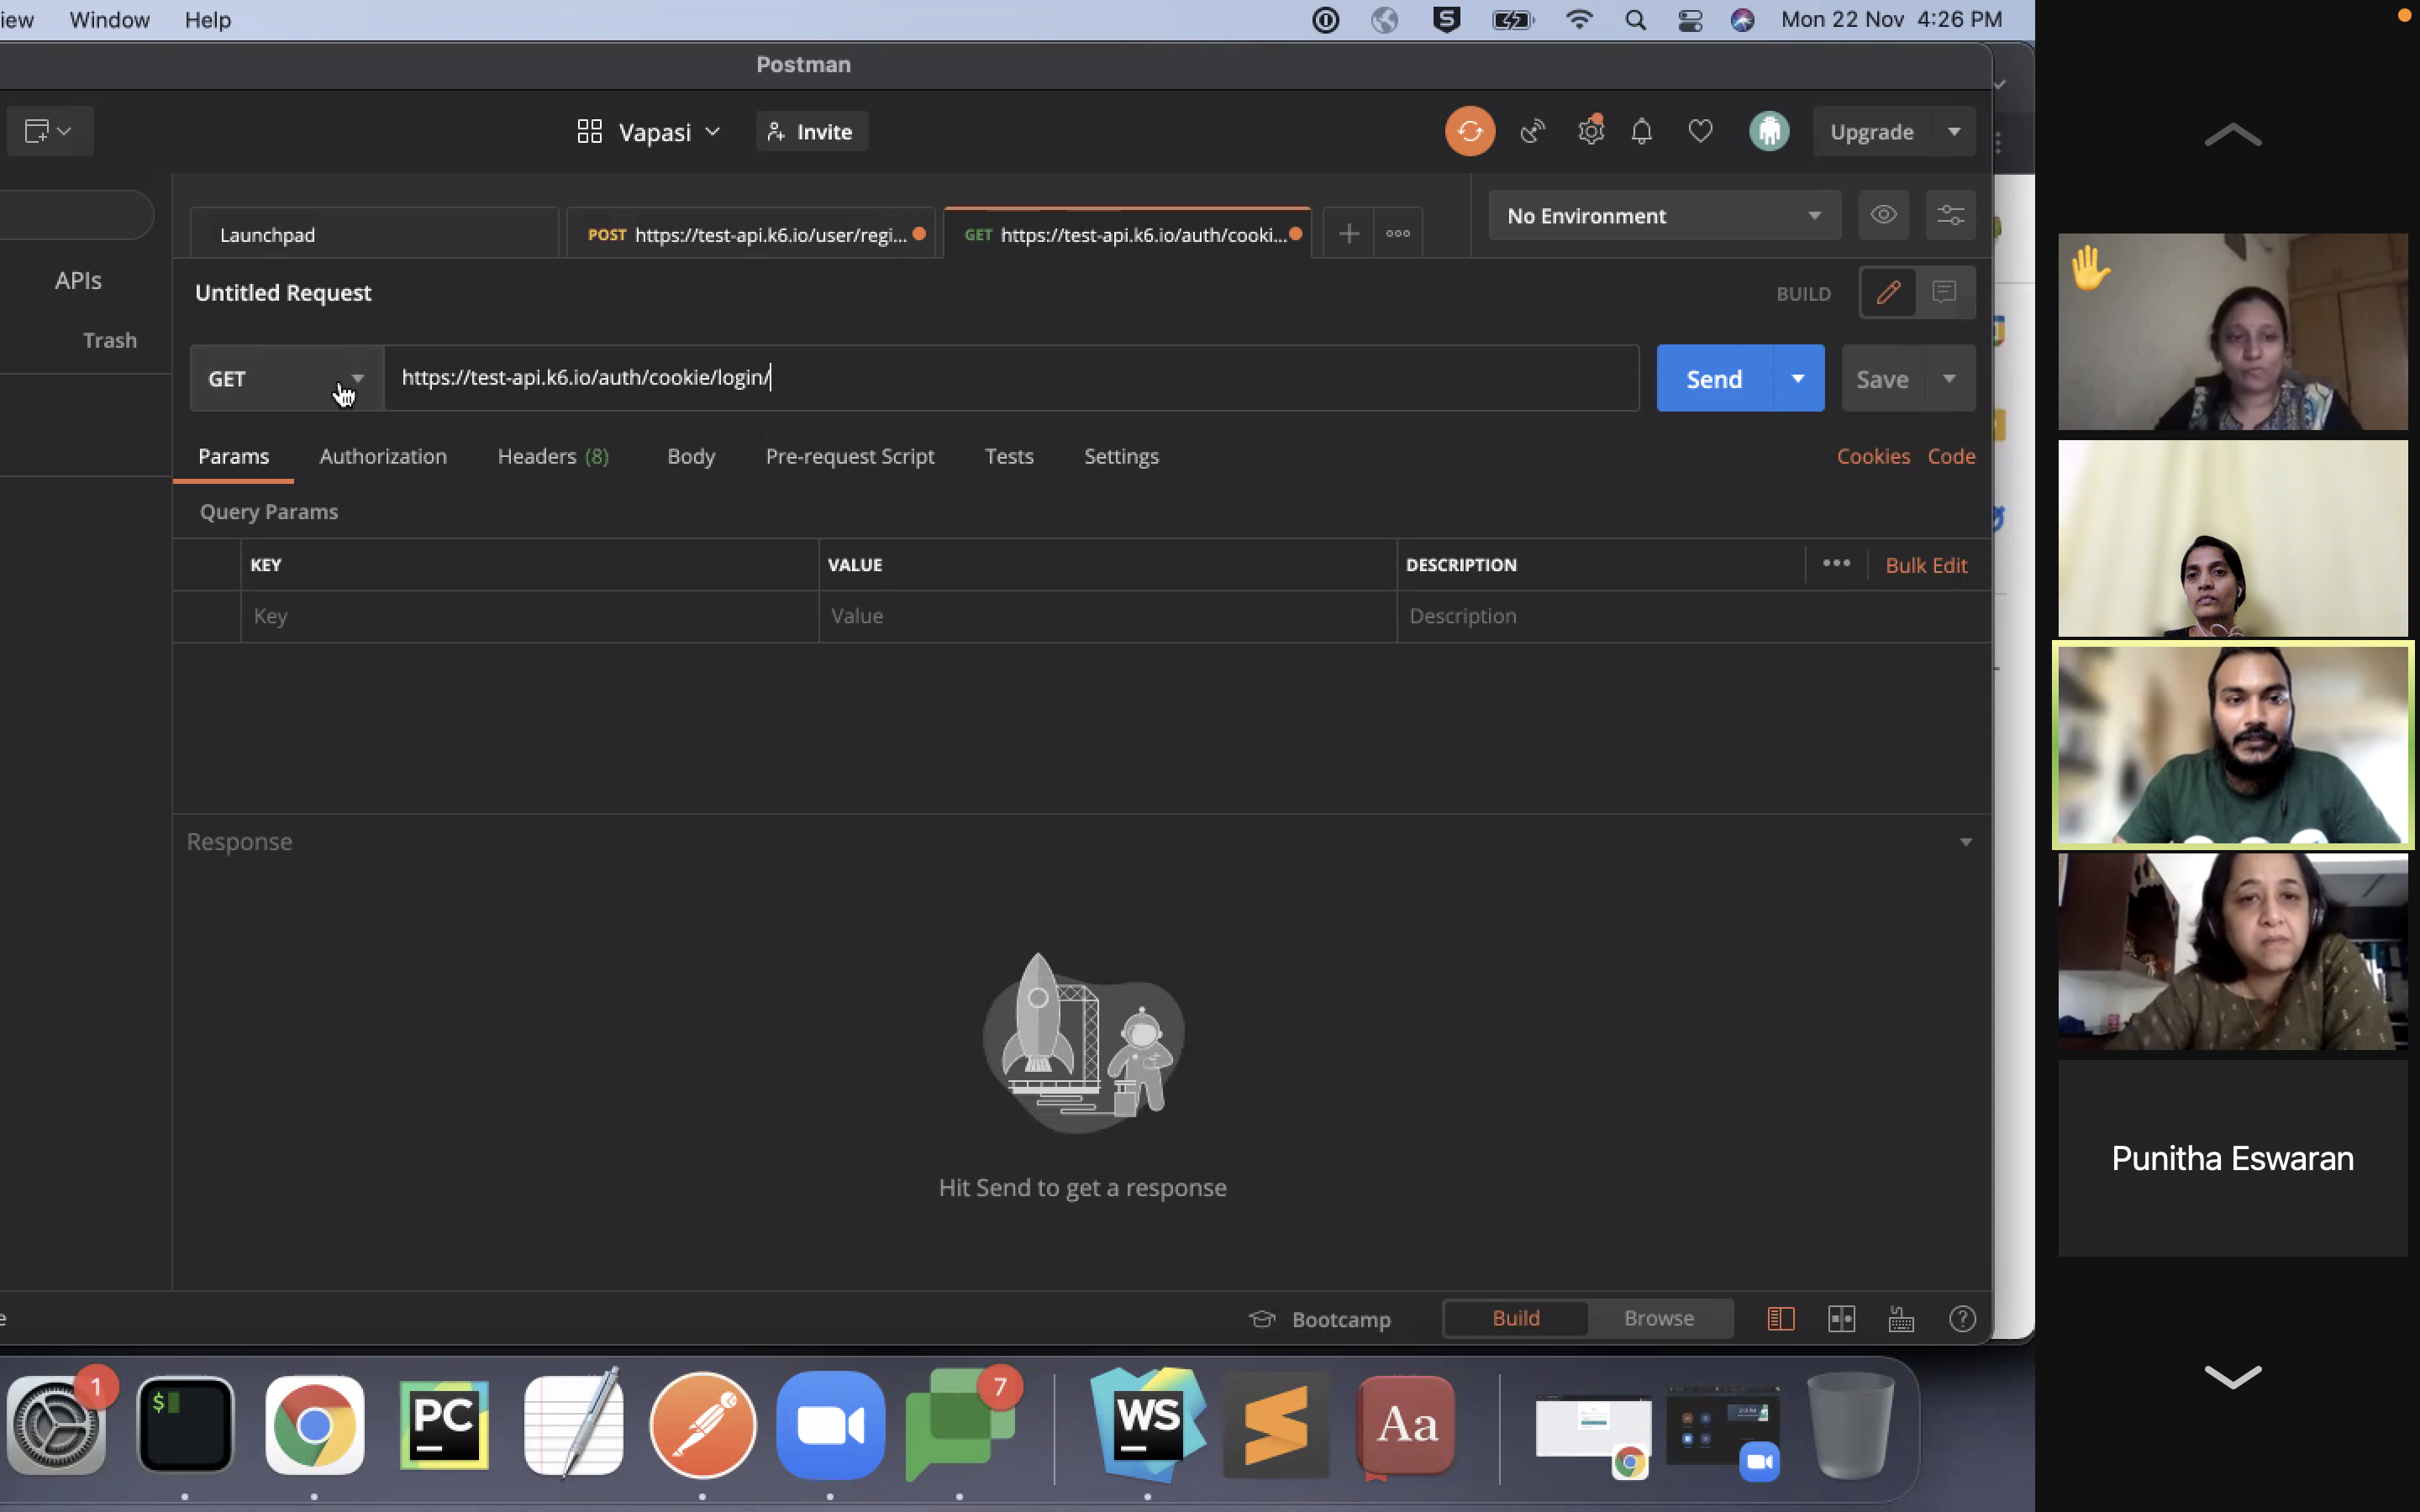 iew Window Help Mon 22 Nov 4:26 PM
Postman
Vapasi Invite Upgrade
Launchpad POST https://test-api.k6.io/user/regi... GET https://test-api.k6.io/auth/cooki... No Environment
APIs
Trash
Untitled Request BUILD
GET https://test-api.k6.io/auth/cookie/login/ Send Save
Params Authorization Headers (8) Body Pre-request Script Tests Settings Cookies Code
Query Params
KEY VALUE DESCRIPTION Bulk Edit
Key Value Description
Response
Hit Send to get a response
Punitha Eswaran
e Bootcamp Build Browse
1 $ PC 7 WS Aa